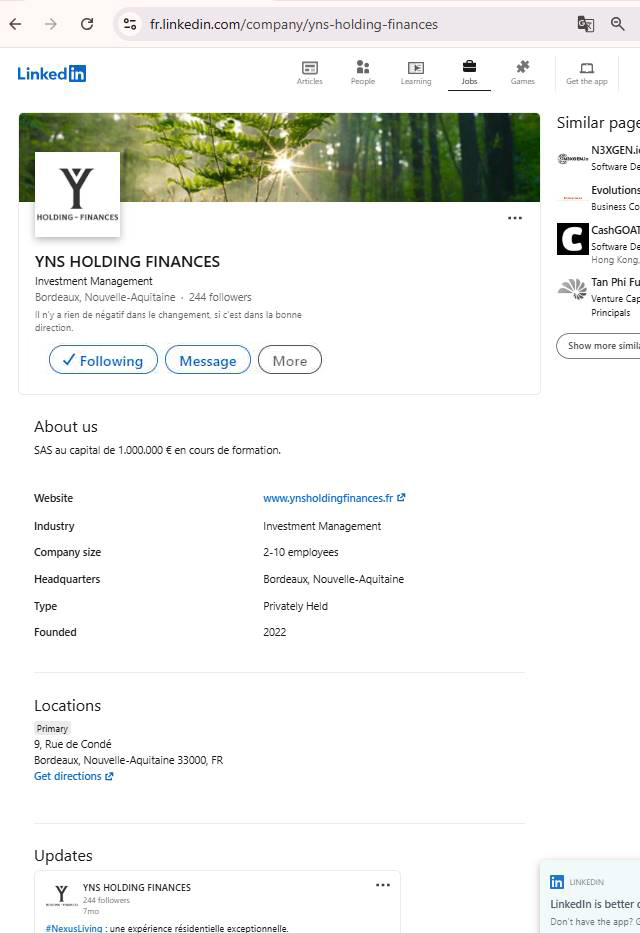 fr.linkedin.com/company/yns-holding-finances
Linked in
Articles
People
Learning
Jobs
Games
Get the app
Y
HOLDING - FINANCES
YNS HOLDING FINANCES
Investment Management
Bordeaux, Nouvelle-Aquitaine · 244 followers
Il n'y a rien de négatif dans le changement, si c'est dans la bonne
direction.
Following
Message
More
About us
SAS au capital de 1.000.000 € en cours de formation.
Website www.ynsholdingfinances.fr
Industry Investment Management
Company size 2-10 employees
Headquarters Bordeaux, Nouvelle-Aquitaine
Type Privately Held
Founded 2022
Locations
Primary
9, Rue de Condé
Bordeaux, Nouvelle-Aquitaine 33000, FR
Get directions
Updates
YNS HOLDING FINANCES
244 followers
7mo
#NexusLiving : une expérience résidentielle exceptionnelle.
Similar page
N3XGEN.i
Software De
Evolutions
Business Co
C
CashGOAT
Software De
Hong Kong,
Tan Phi Fu
Venture Cap
Principals
Show more simila
in LINKEDIN
LinkedIn is better o
Don't have the app? G